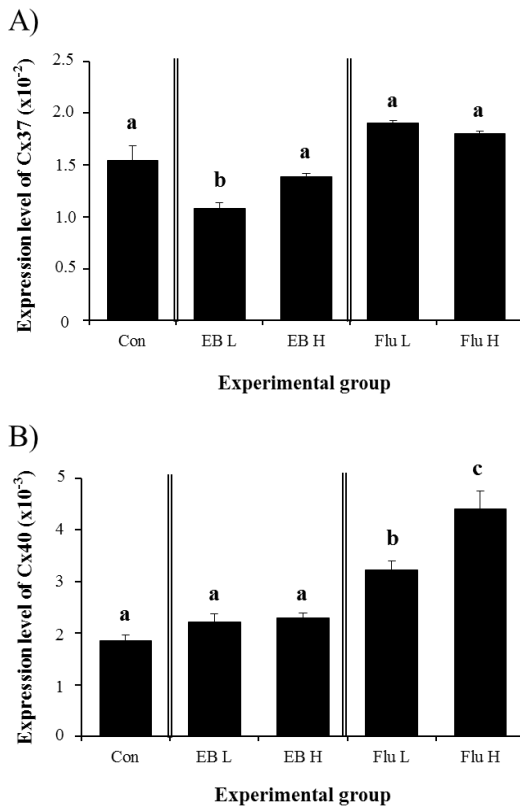 A)
Expression level of Cx37 (x10⁻²)
2.5
2.0
1.5
1.0
0.5
0
a
b
a
a
a
Con EB L EB H Flu L Flu H
Experimental group
B)
Expression level of Cx40 (x10⁻³)
5
4
3
2
1
0
a
a
a
b
c
Con EB L EB H Flu L Flu H
Experimental group